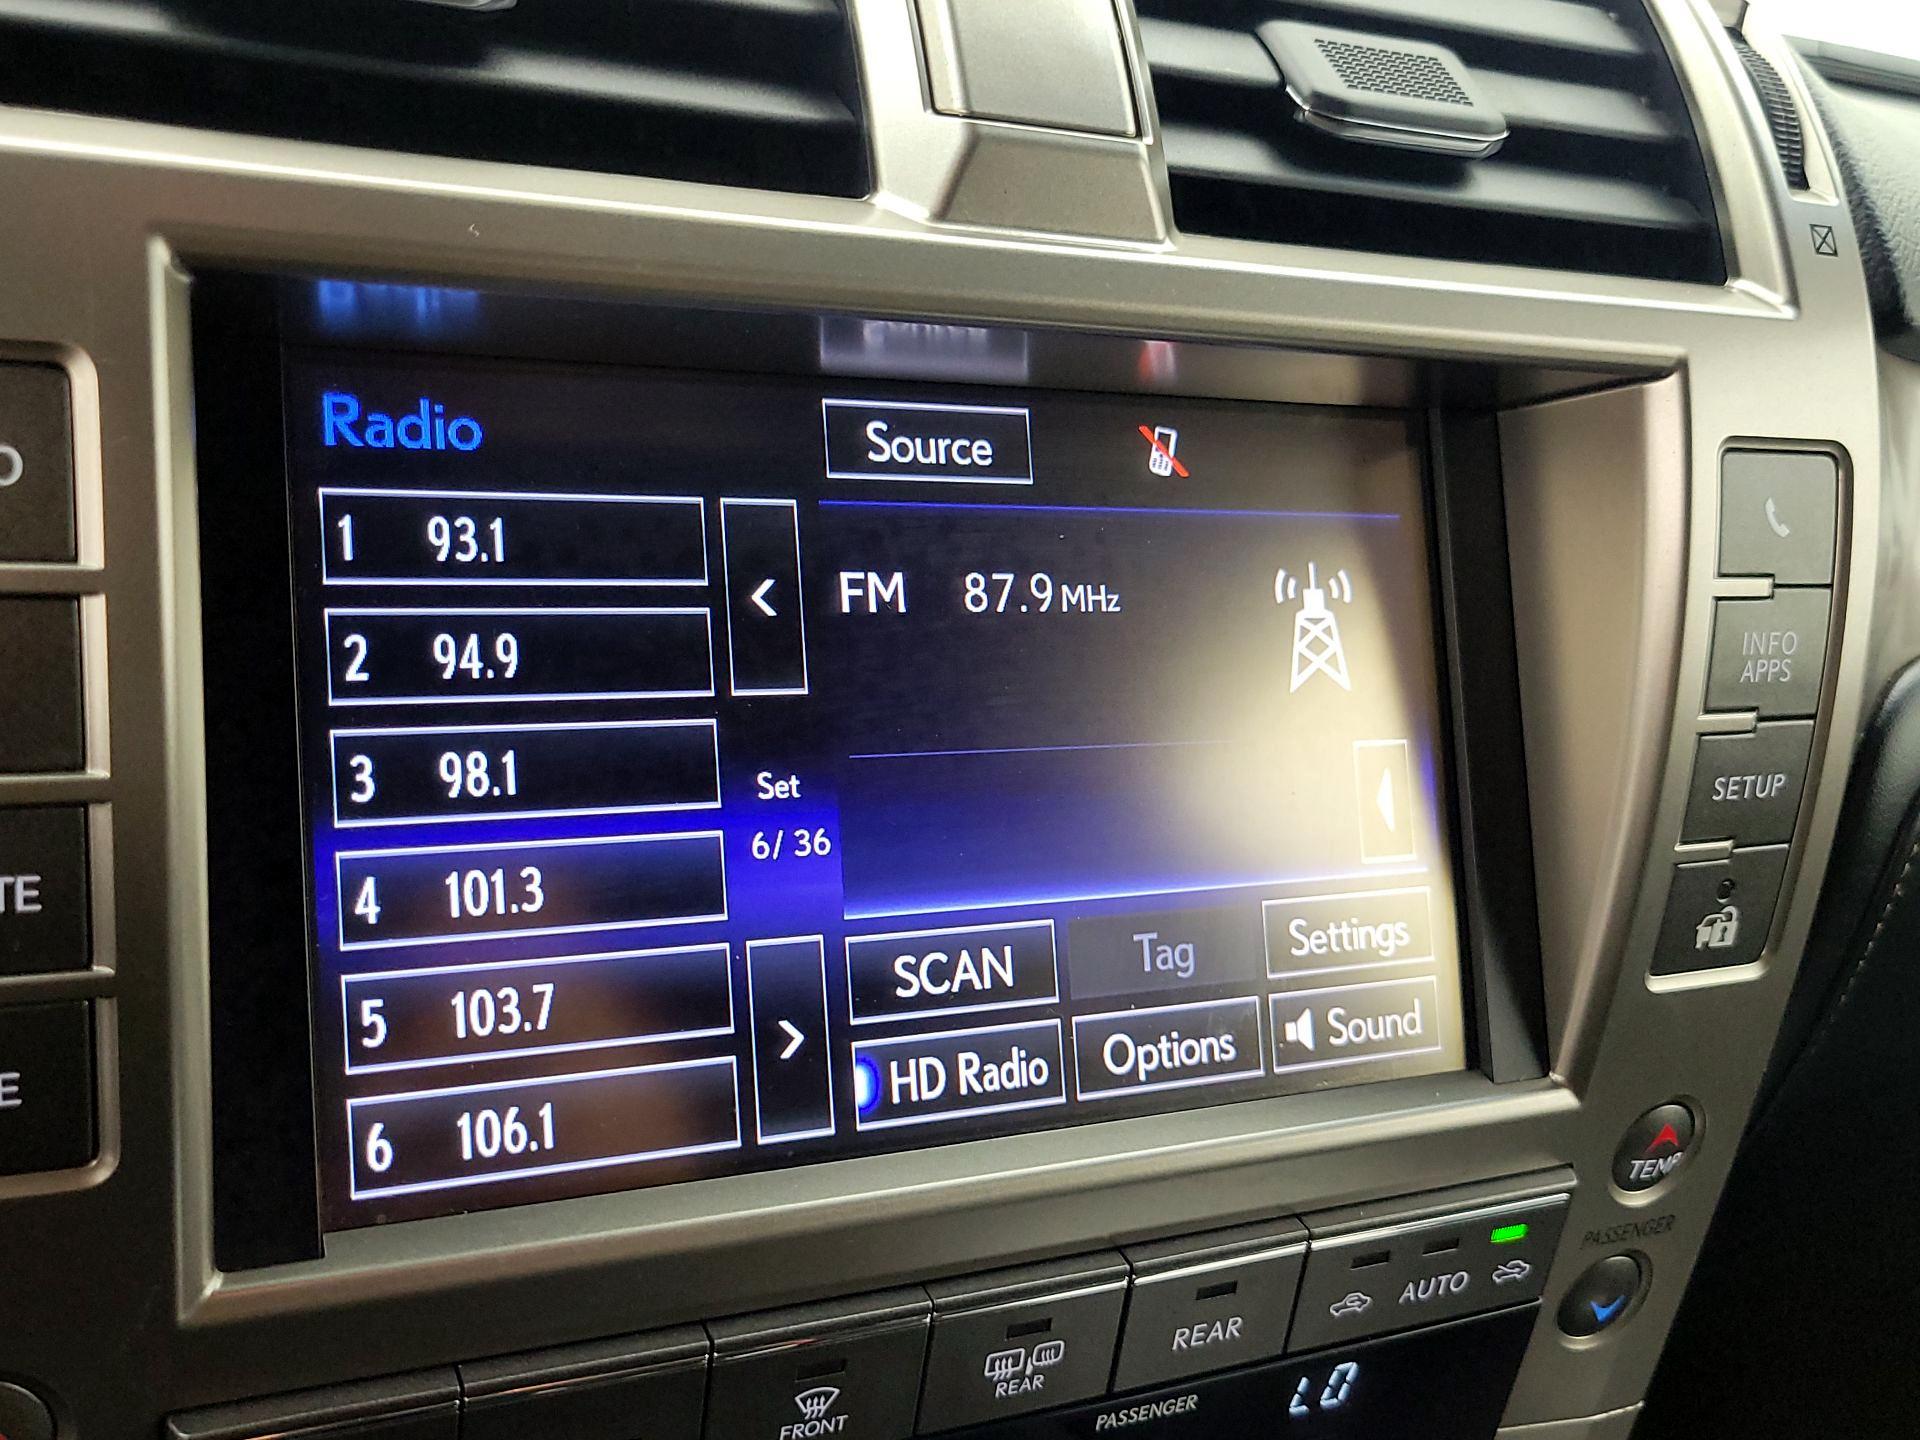 Radio
Source
1 93.1
2 94.9
3 98.1
4 101.3
5 103.7
6 106.1
<
Set
6/ 36
>
FM 87.9 MHz
SCAN
Tag
Settings
HD Radio
Options
Sound
TE
E
INFO
APPS
SETUP
TEMP
PASSENGER
FRONT
REAR
REAR
AUTO
PASSENGER
LO